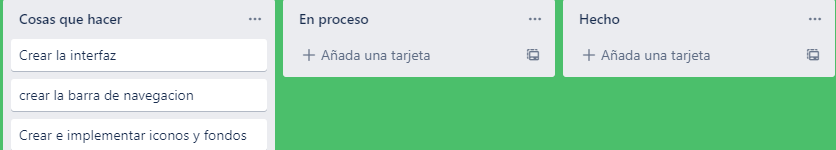 Cosas que hacer
Crear la interfaz
crear la barra de navegacion
Crear e implementar iconos y fondos
En proceso
Añada una tarjeta
Hecho
Añada una tarjeta